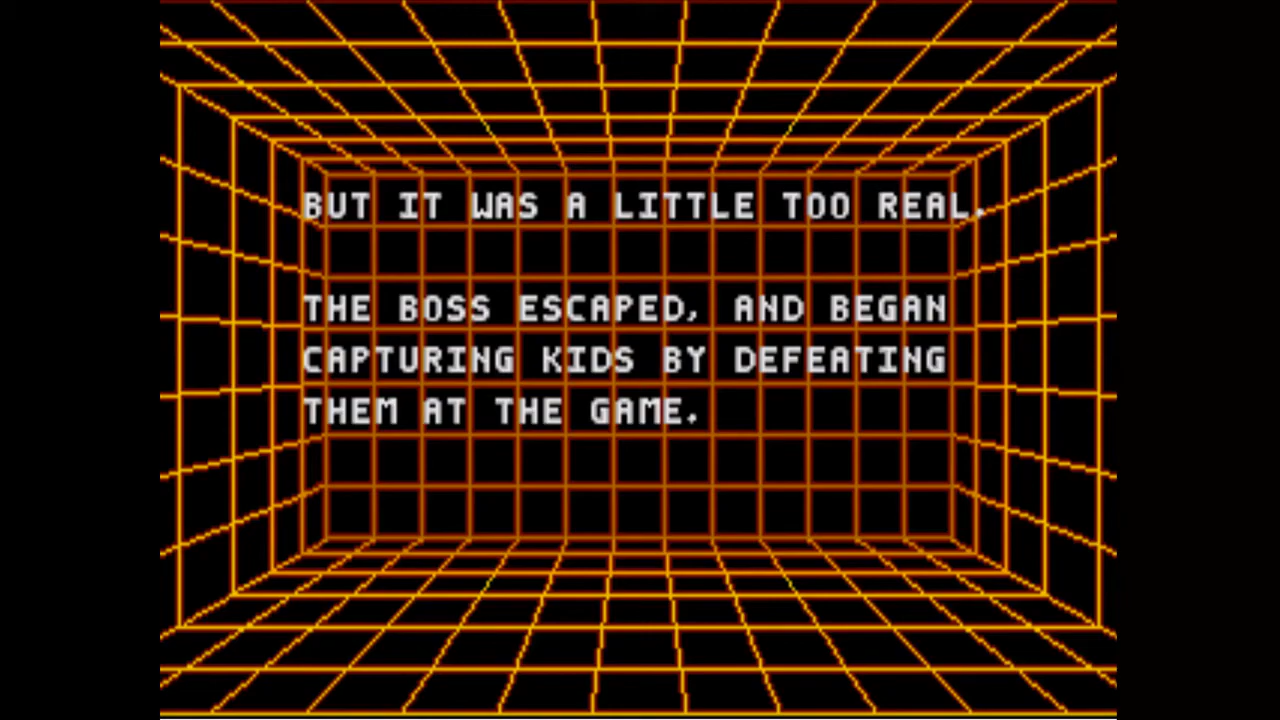 BUT IT WAS A LITTLE TOO REAL.
THE BOSS ESCAPED, AND BEGAN
CAPTURING KIDS BY DEFEATING
THEM AT THE GAME.